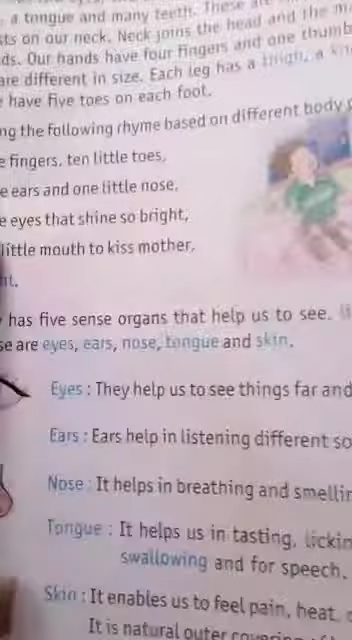 a tongue and many teeth. These
on our neck. Neck joins the head and the
Our hands have four fingers and one thumb
are different in size. Each leg has a thigh, a
have five toes on each foot.
the following rhyme based on different body
fingers, ten little toes,
ears and one little nose,
eyes that shine so bright,
little mouth to kiss mother,
has five sense organs that help us to see,
are eyes, ears, nose, tongue and skin.
Eyes : They help us to see things far and
Ears : Ears help in listening different so
Nose : It helps in breathing and smellin
Tongue : It helps us in tasting, lickin
swallowing and for speech.
Skin : It enables us to feel pain, heat,
It is natural outer covering of